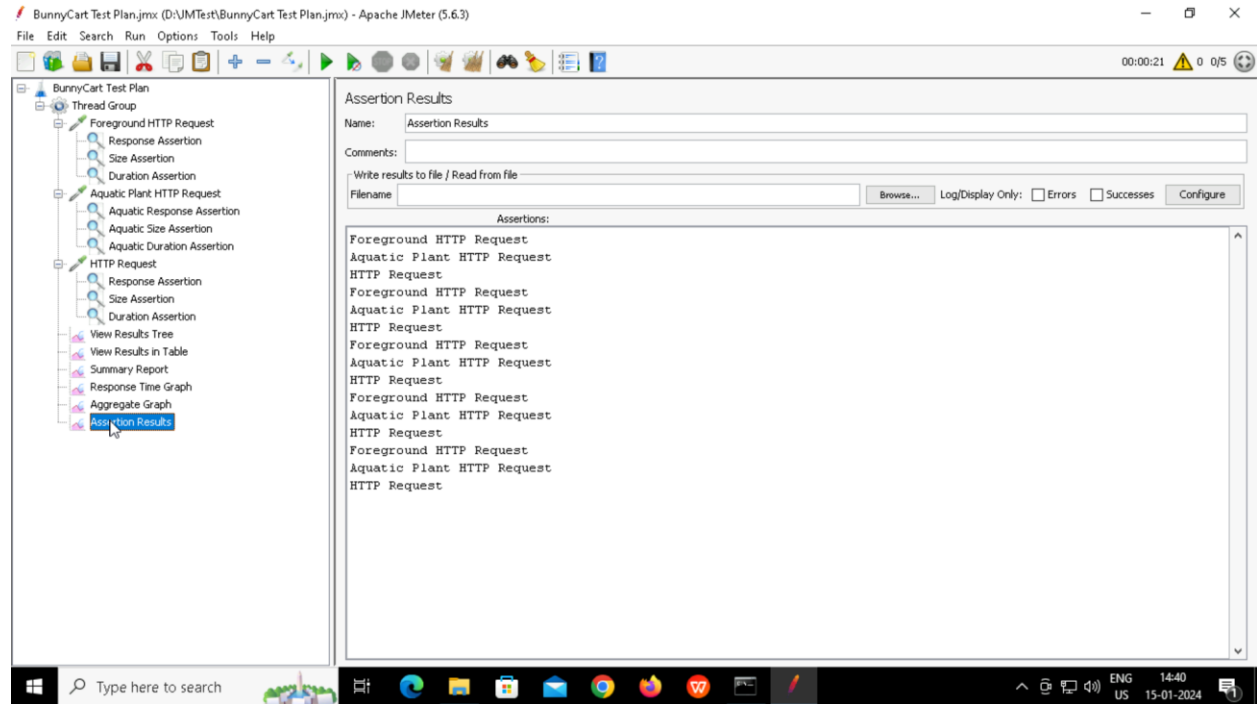 BunnyCart Test Plan.jmx (D:\JMTest\BunnyCart Test Plan.jmx) - Apache JMeter (5.6.3)
File Edit Search Run Options Tools Help
00:00:21 0 0/5
BunnyCart Test Plan
Thread Group
Foreground HTTP Request
Response Assertion
Size Assertion
Duration Assertion
Aquatic Plant HTTP Request
Aquatic Response Assertion
Aquatic Size Assertion
Aquatic Duration Assertion
HTTP Request
Response Assertion
Size Assertion
Duration Assertion
View Results Tree
View Results in Table
Summary Report
Response Time Graph
Aggregate Graph
Assertion Results
Assertion Results
Name: Assertion Results
Comments:
Write results to file / Read from file
Filename Browse... Log/Display Only: Errors Successes Configure
Assertions:
Foreground HTTP Request
Aquatic Plant HTTP Request
HTTP Request
Foreground HTTP Request
Aquatic Plant HTTP Request
HTTP Request
Foreground HTTP Request
Aquatic Plant HTTP Request
HTTP Request
Foreground HTTP Request
Aquatic Plant HTTP Request
HTTP Request
Foreground HTTP Request
Aquatic Plant HTTP Request
HTTP Request
Type here to search
ENG 14:40
US 15-01-2024
1